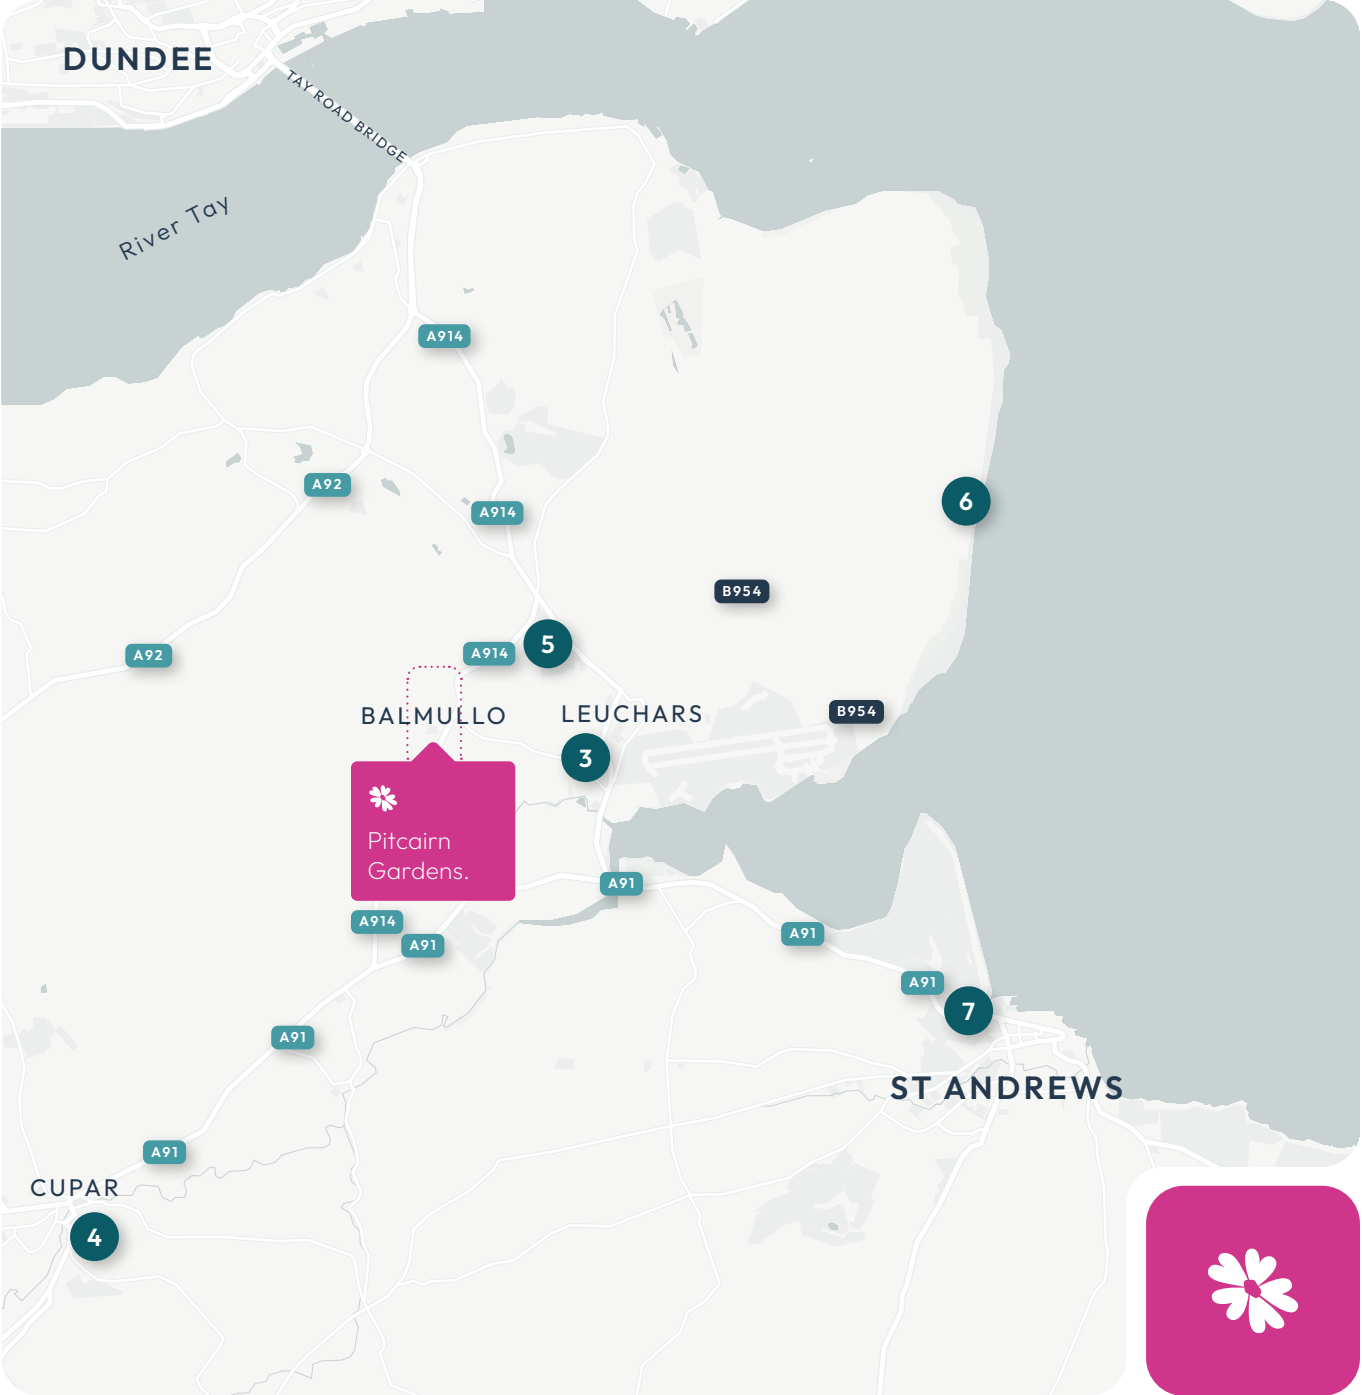 DUNDEE
TAY ROAD BRIDGE
River Tay
A914
A92
A914
6
B954
5
A914
A92
B954
LEUCHARS
BALMULLO
3
Pitcairn
Gardens.
A91
A914
A91
A91
A91
7
A91
ST ANDREWS
A91
CUPAR
4